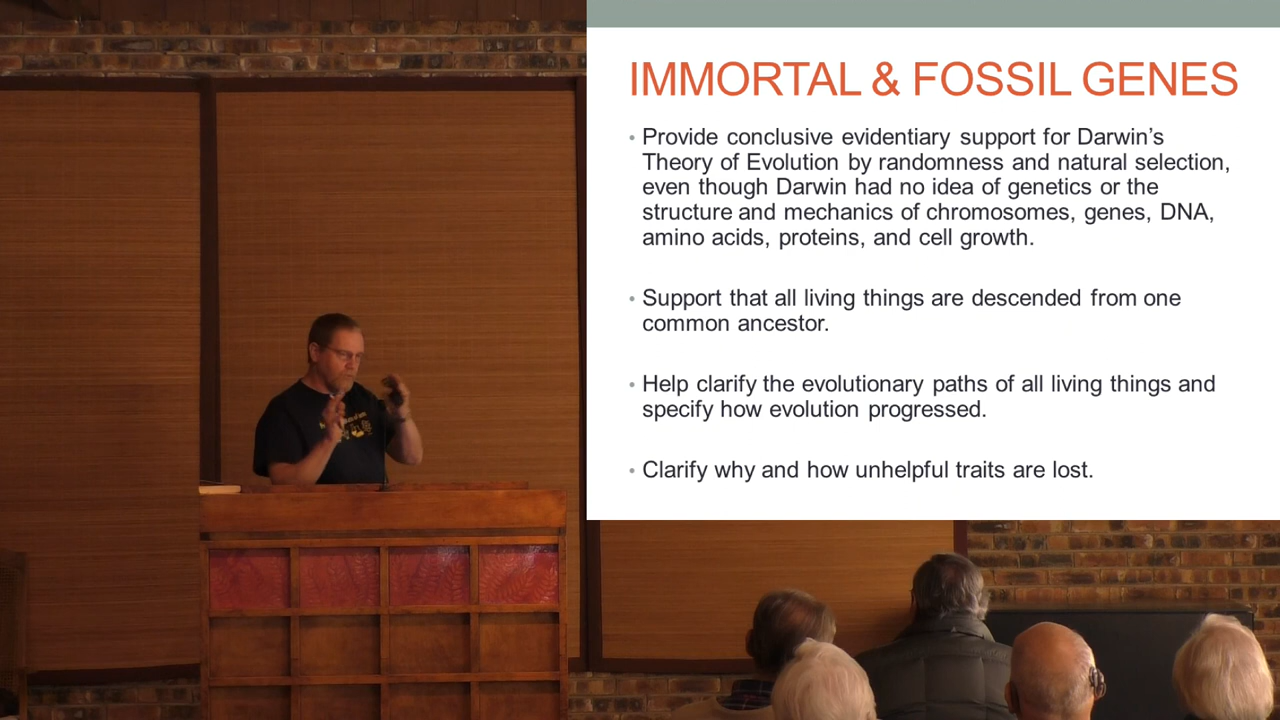 IMMORTAL & FOSSIL GENES
• Provide conclusive evidentiary support for Darwin’s
Theory of Evolution by randomness and natural selection,
even though Darwin had no idea of genetics or the
structure and mechanics of chromosomes, genes, DNA,
amino acids, proteins, and cell growth.
• Support that all living things are descended from one
common ancestor.
• Help clarify the evolutionary paths of all living things and
specify how evolution progressed.
• Clarify why and how unhelpful traits are lost.